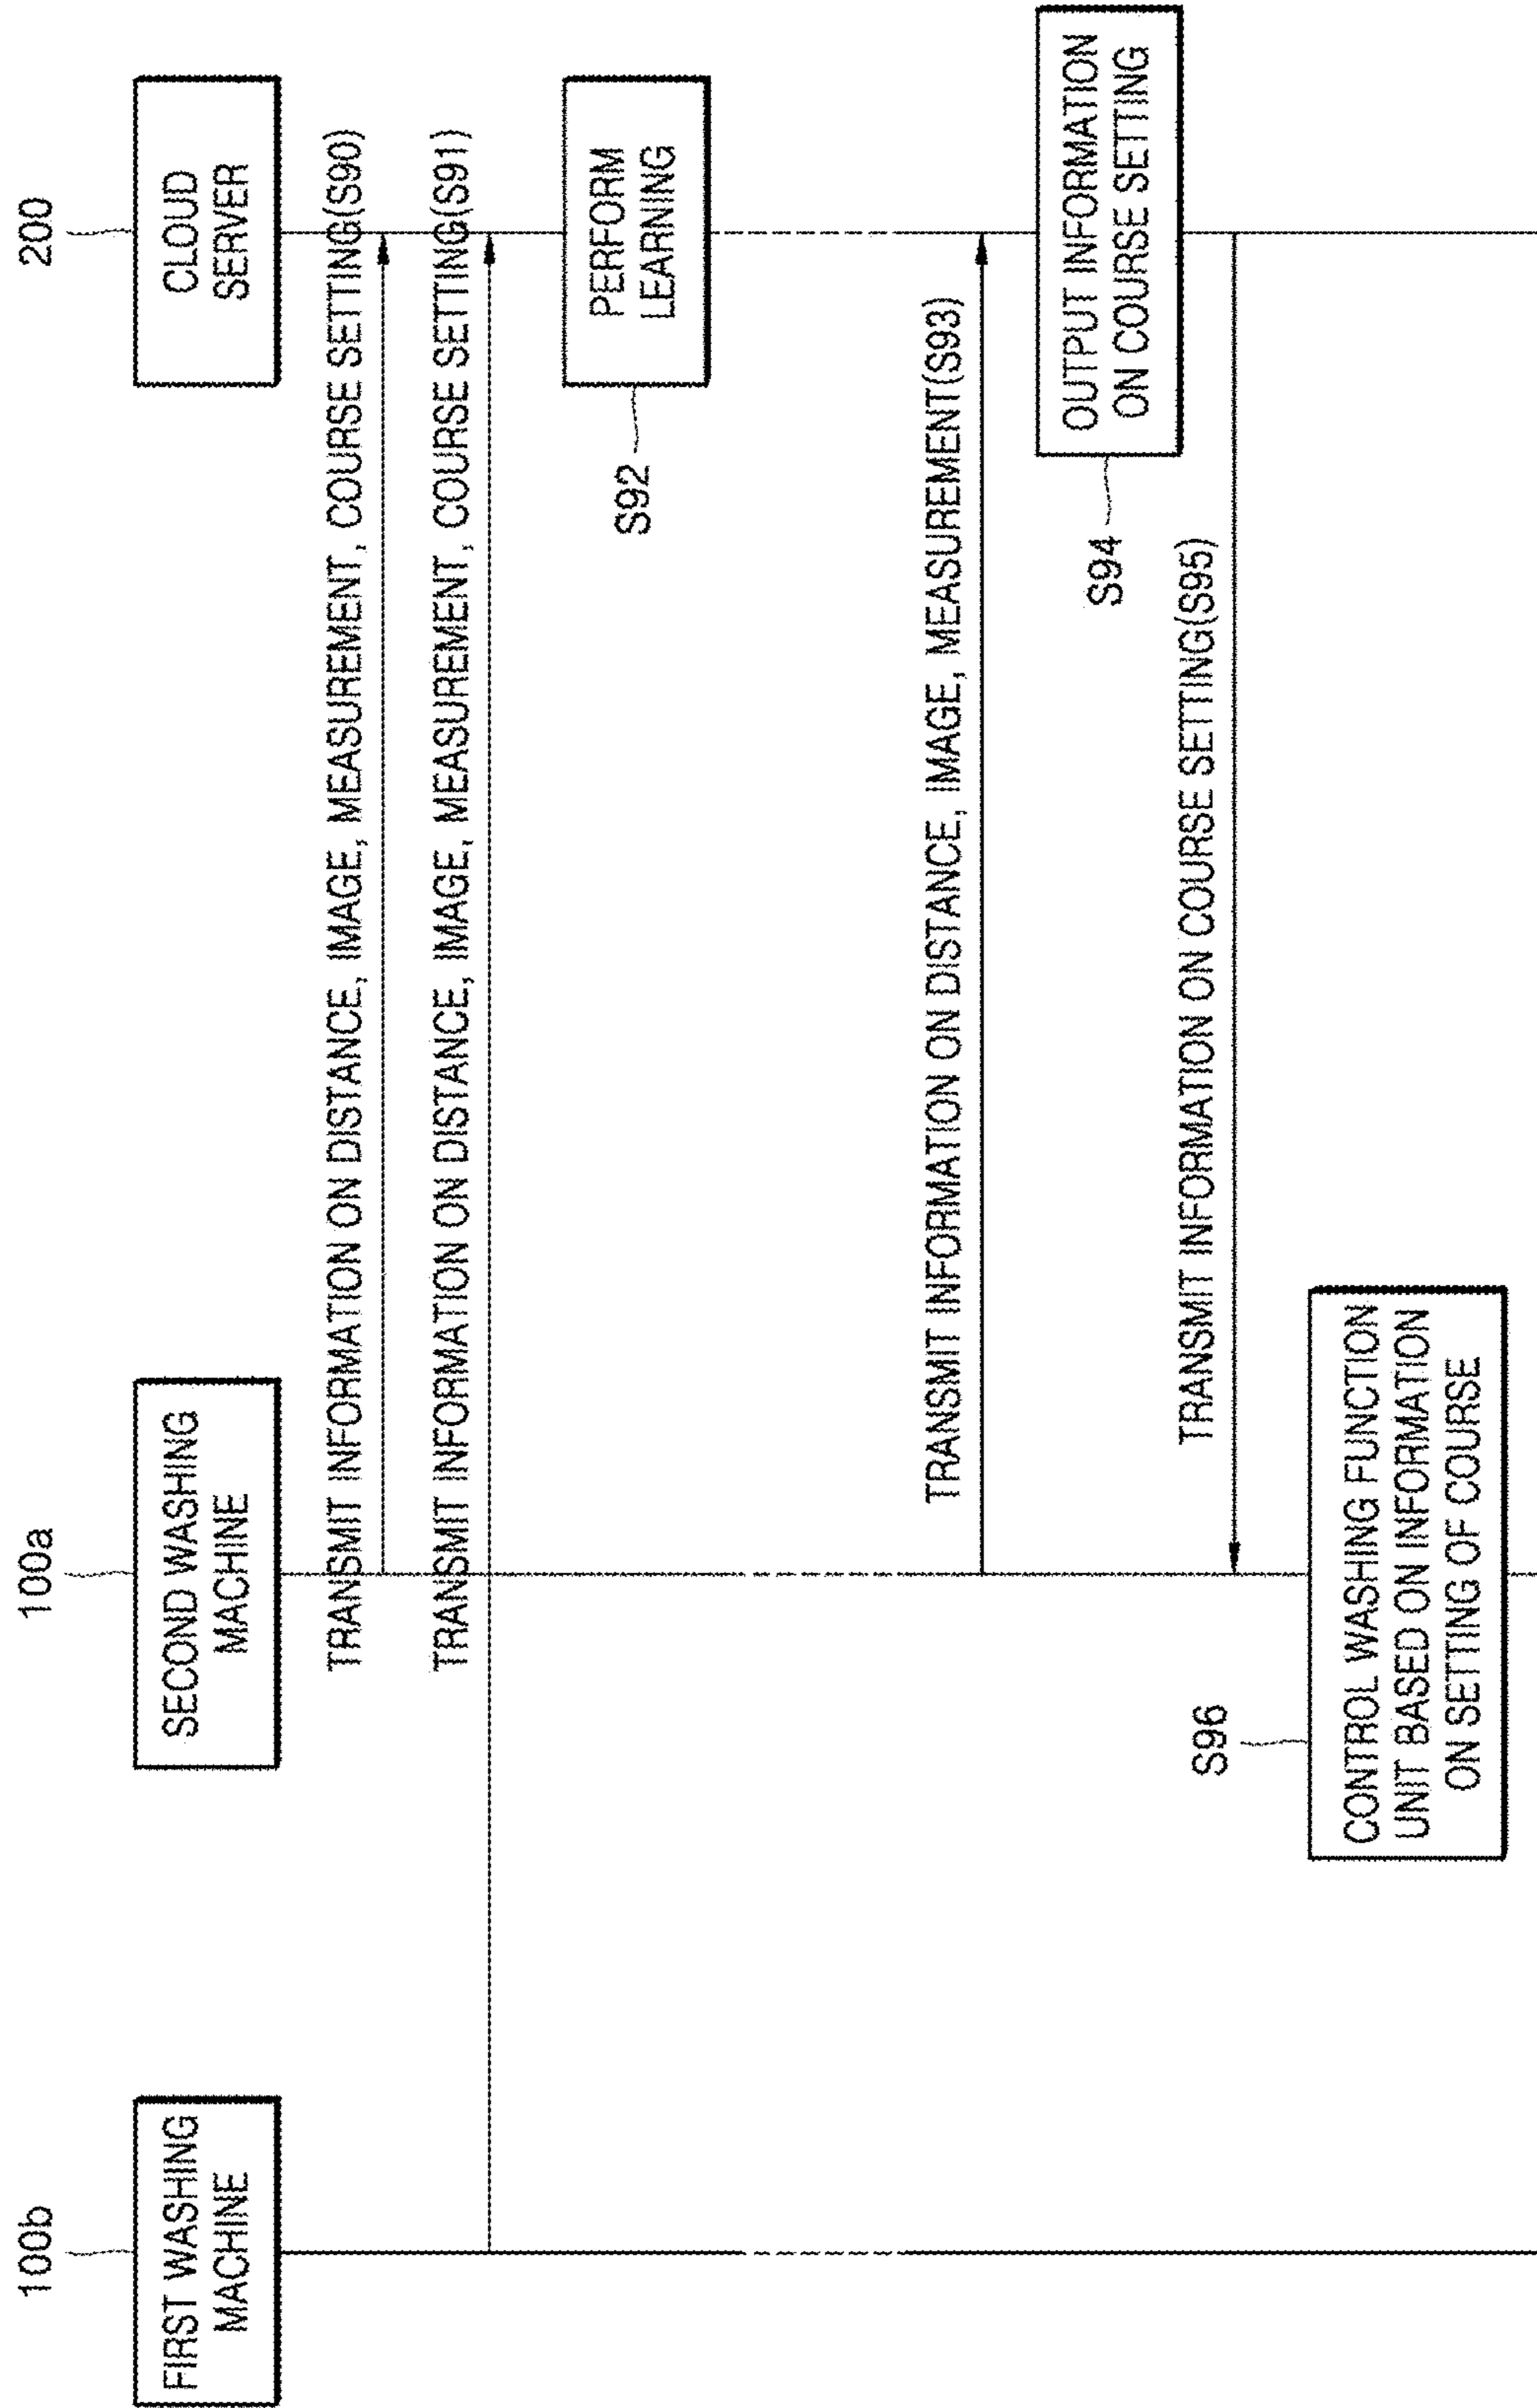 100b
100a
200
FIRST WASHING
MACHINE
SECOND WASHING
MACHINE
CLOUD
SERVER
TRANSMIT INFORMATION ON DISTANCE, IMAGE, MEASUREMENT, COURSE SETTING(S90)
TRANSMIT INFORMATION ON DISTANCE, IMAGE, MEASUREMENT, COURSE SETTING(S91)
S92
PERFORM
LEARNING
TRANSMIT INFORMATION ON DISTANCE, IMAGE, MEASUREMENT(S93)
S94
OUTPUT INFORMATION
ON COURSE SETTING
TRANSMIT INFORMATION ON COURSE SETTING(S95)
S96
CONTROL WASHING FUNCTION
UNIT BASED ON INFORMATION
ON SETTING OF COURSE